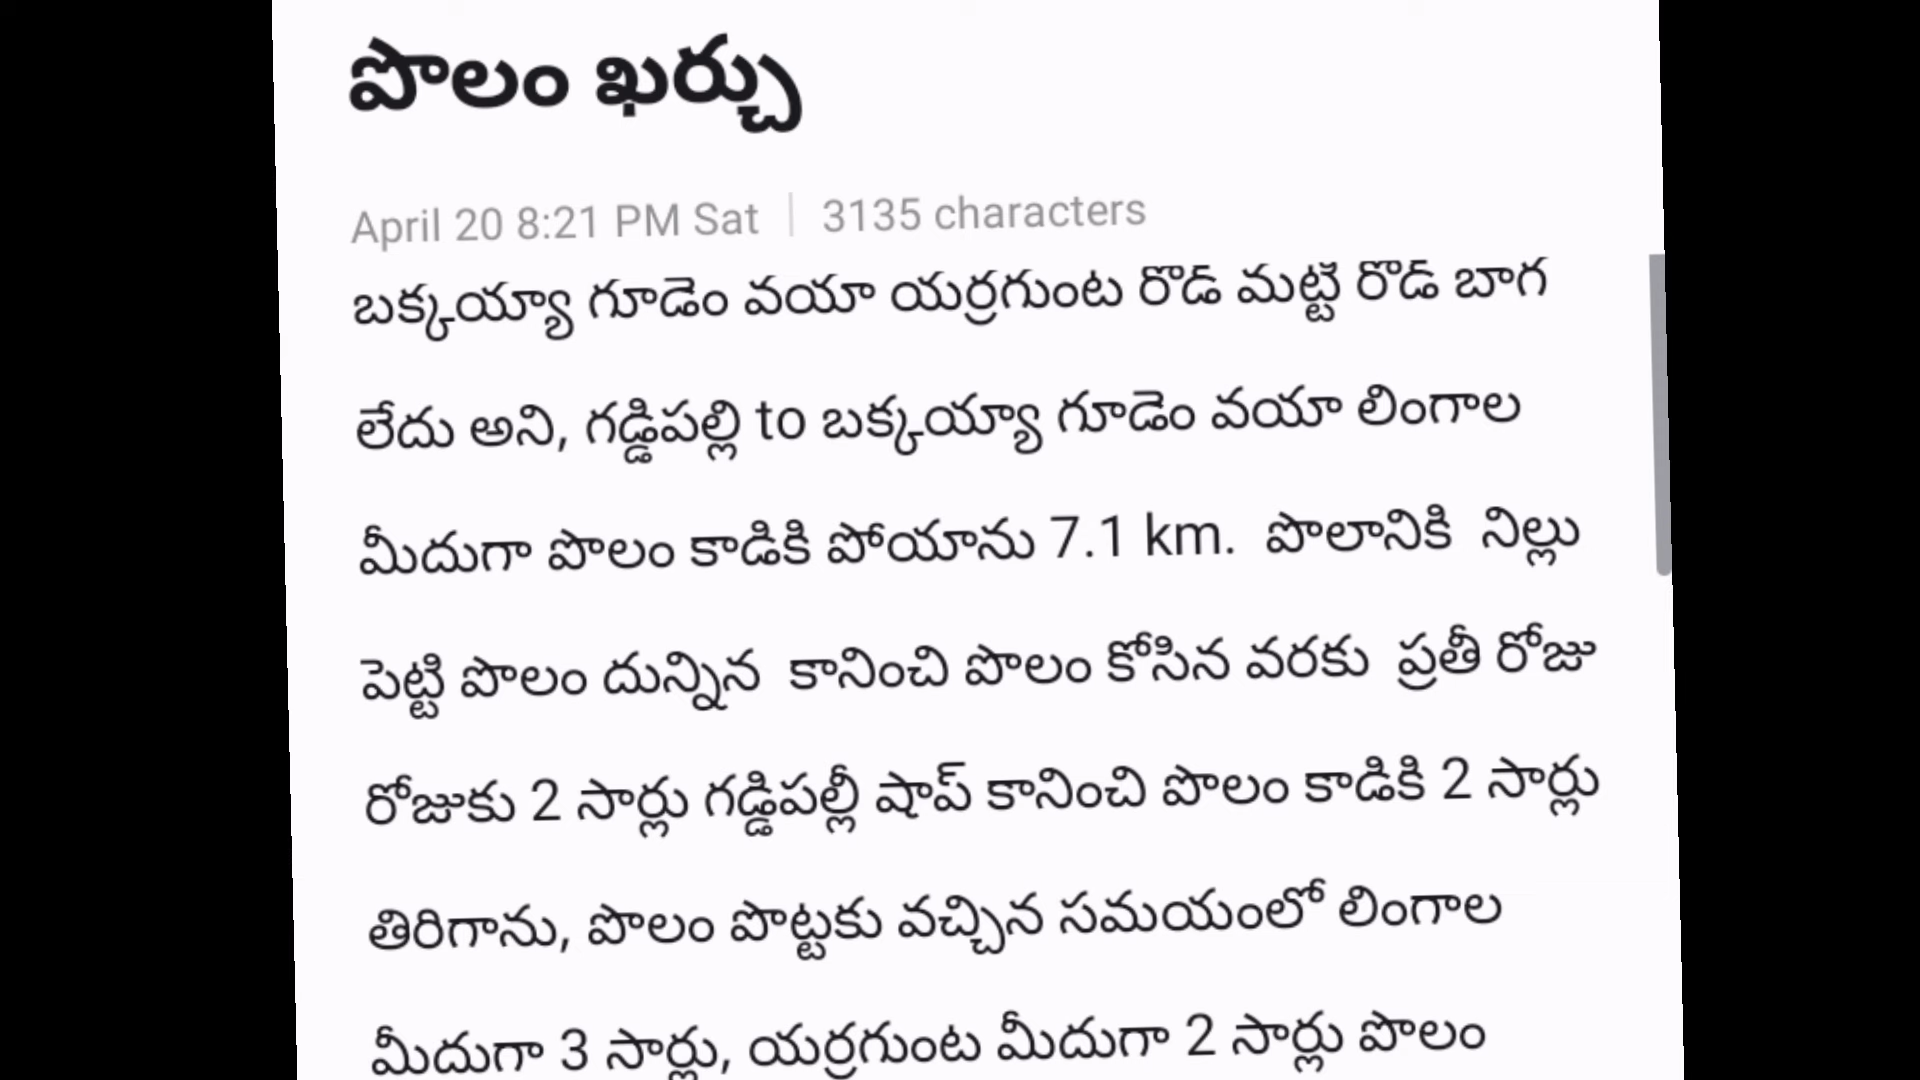 పొలం ఖర్చు
April 20 8:21 PM Sat | 3135 characters
బక్కయ్యా గూడెం వయా యర్రగుంట రొడ్ మట్టి రొడ్ బాగ
లేదు అని, గడ్డిపల్లి to బక్కయ్యా గూడెం వయా లింగాల
మీదుగా పొలం కాడికి పోయాను 7.1 km. పొలానికి నిల్లు
పెట్టి పొలం దున్నిన కానించి పొలం కోసిన వరకు ప్రతీ రోజు
రోజుకు 2 సార్లు గడ్డిపల్లీ షాప్ కానించి పొలం కాడికి 2 సార్లు
తిరిగాను, పొలం పొట్టకు వచ్చిన సమయంలో లింగాల
మీదుగా 3 సార్లు, యర్రగుంట మీదుగా 2 సార్లు పొలం